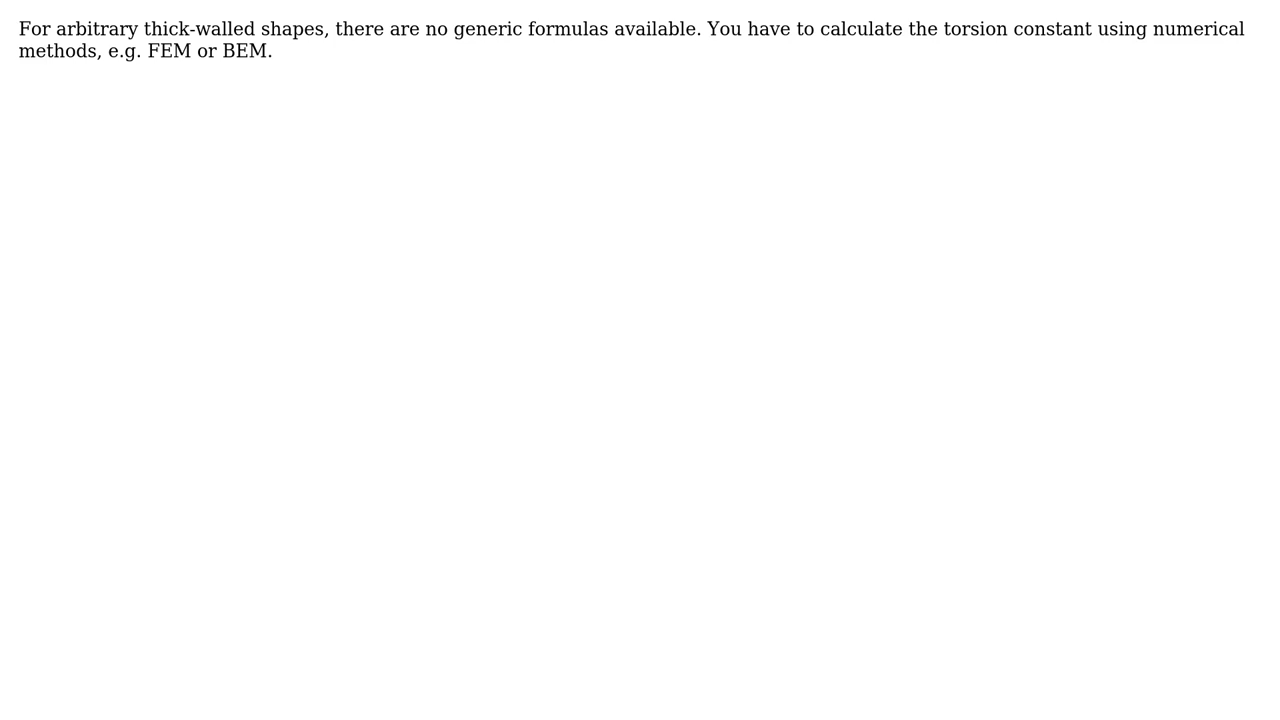 For arbitrary thick-walled shapes, there are no generic formulas available. You have to calculate the torsion constant using numerical
methods, e.g. FEM or BEM.